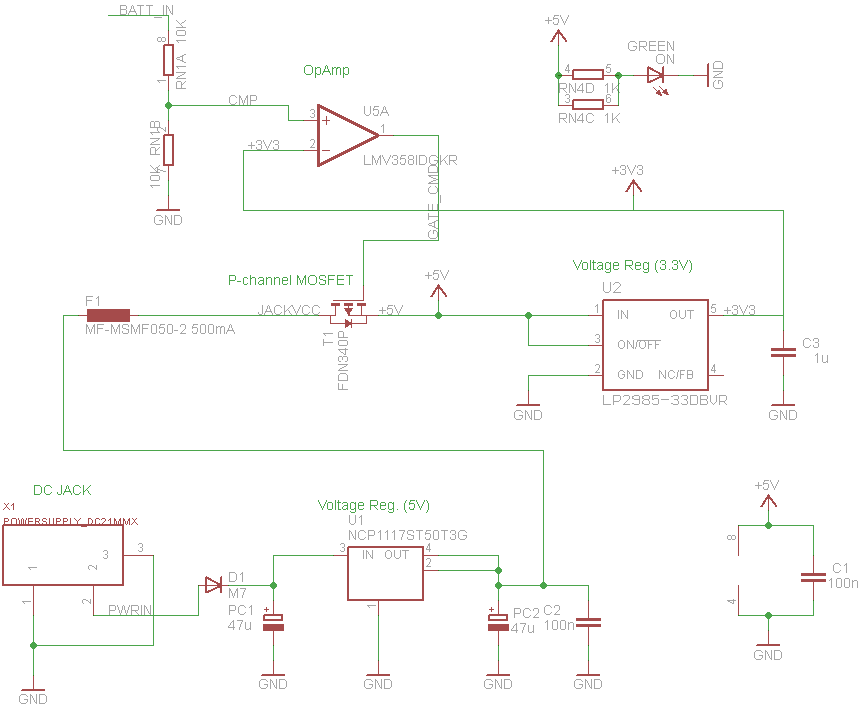 BATT_IN
8
10K
RN1A
1
CMP
OpAmp
3
U5A
+
1
2
-
+3V3
LMV358IDGKR
2
RN1B
10K
7
GND
GATE_CMD
+5V
4
5
RN4D 1K
3
6
RN4C 1K
GREEN
ON
GND
+3V3
P-channel MOSFET
F1
MF-MSMF050-2 500mA
JACKVCC
T1
FDN340P
+5V
+5V
Voltage Reg (3.3V)
U2
1
IN
OUT
5
+3V3
3
ON/OFF
2
GND
NC/FB
4
LP2985-33DBVR
GND
C3
1u
GND
DC JACK
X1
POWERSUPPLY_DC21MMX
1
2
3
3
1
2
PWRIN
GND
D1
M7
PC1
+
47u
GND
Voltage Reg. (5V)
U1
NCP1117ST50T3G
3
IN OUT
4
2
1
GND
+
PC2
47u
GND
C2
100n
GND
+5V
8
4
C1
100n
GND